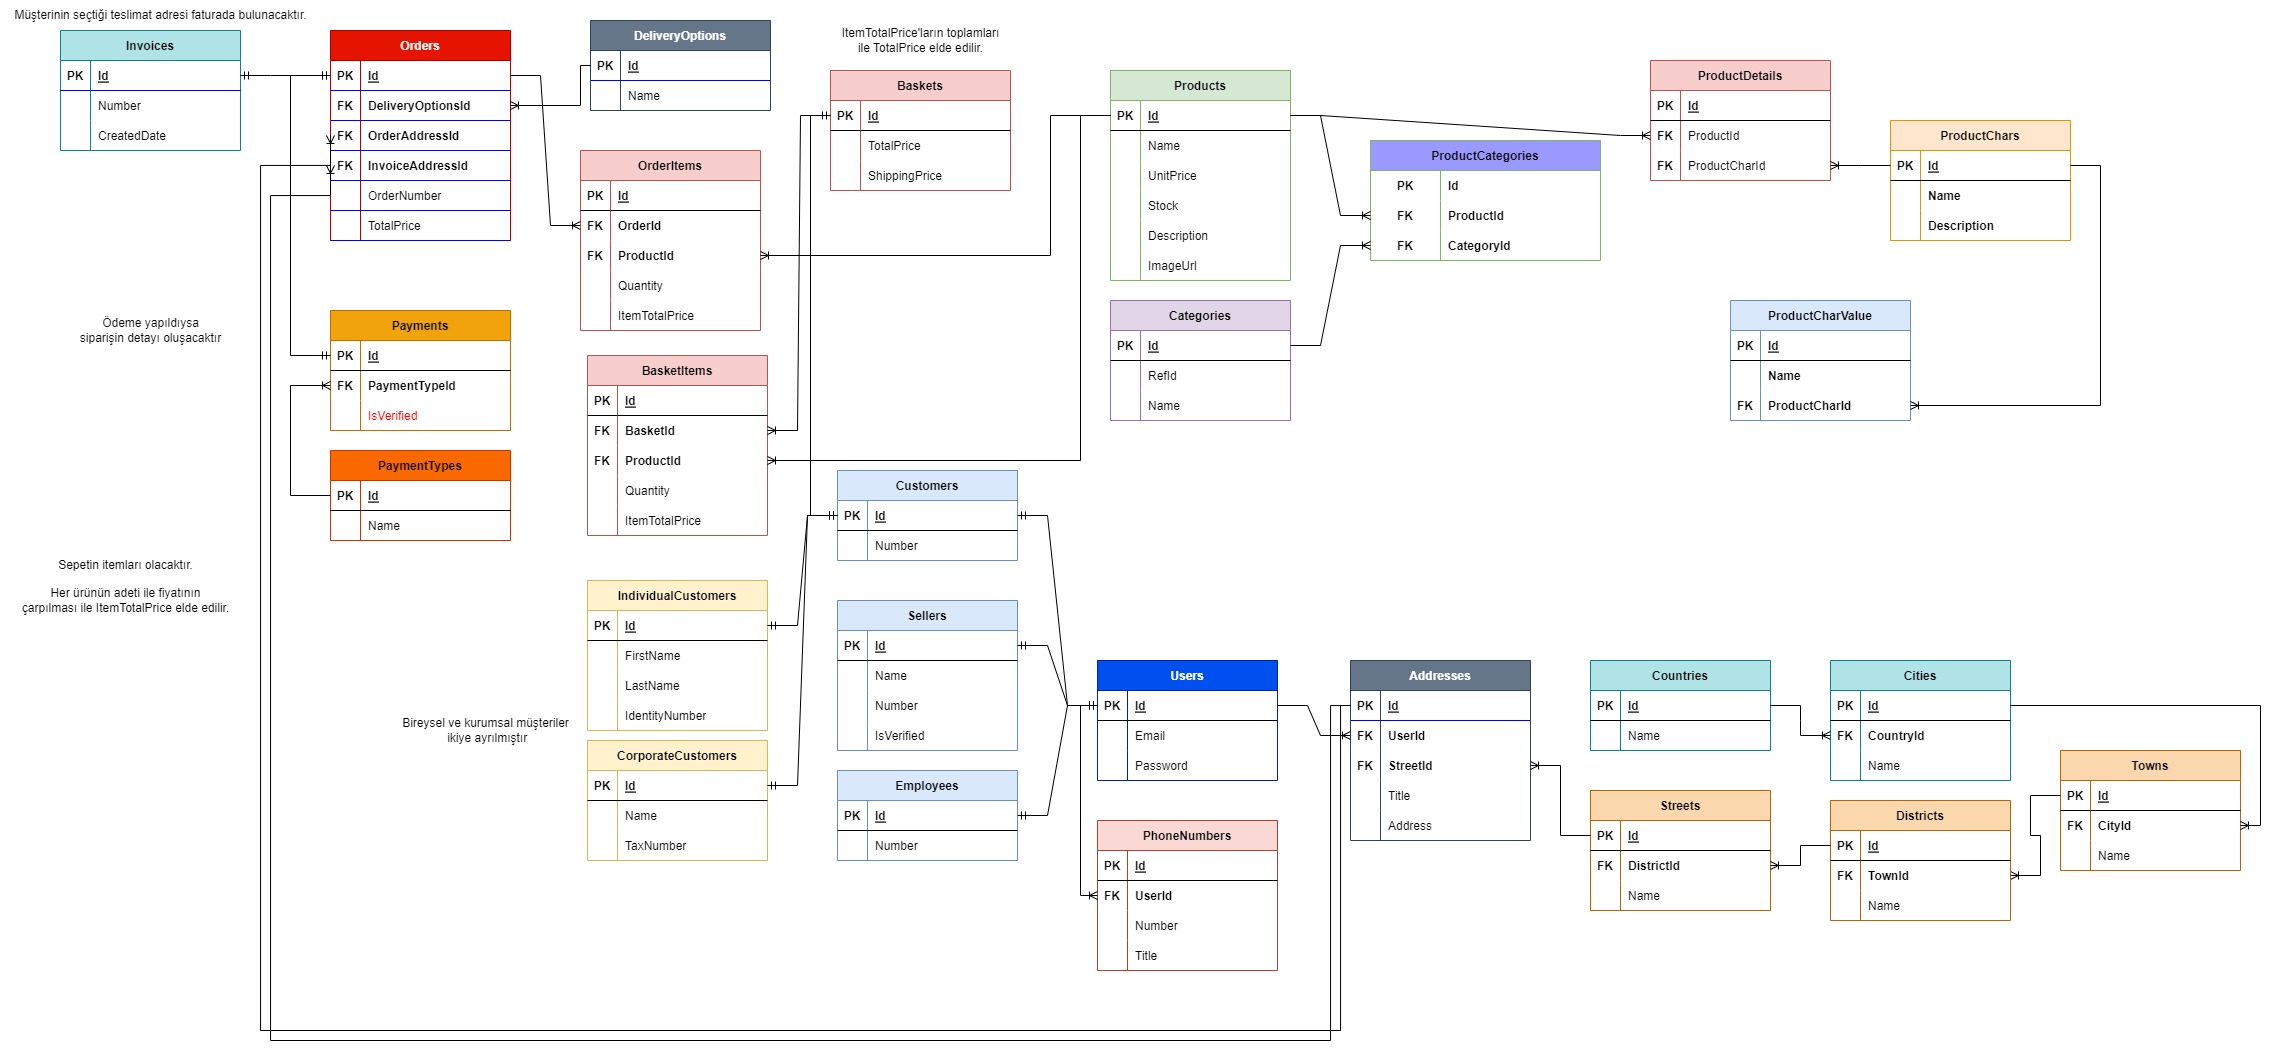 Müşterinin seçtiği teslimat adresi faturada bulunacaktır.
Invoices
PK Id
Number
CreatedDate
Orders
PK Id
FK DeliveryOptionsId
FK OrderAddressId
FK InvoiceAddressId
OrderNumber
TotalPrice
DeliveryOptions
PK Id
Name
OrderItems
PK Id
FK OrderId
FK ProductId
Quantity
ItemTotalPrice
ItemTotalPrice'ların toplamları
ile TotalPrice elde edilir.
Baskets
PK Id
TotalPrice
ShippingPrice
Products
PK Id
Name
UnitPrice
Stock
Description
ImageUrl
ProductCategories
PK Id
FK ProductId
FK CategoryId
ProductDetails
PK Id
FK ProductId
FK ProductCharId
ProductChars
PK Id
Name
Description
Categories
PK Id
RefId
Name
ProductCharValue
PK Id
Name
FK ProductCharId
Ödeme yapıldıysa
siparişin detayı oluşacaktır
Payments
PK Id
FK PaymentTypeId
IsVerified
PaymentTypes
PK Id
Name
BasketItems
PK Id
FK BasketId
FK ProductId
Quantity
ItemTotalPrice
Sepetin itemları olacaktır.
Her ürünün adeti ile fiyatının
çarpılması ile ItemTotalPrice elde edilir.
Customers
PK Id
Number
IndividualCustomers
PK Id
FirstName
LastName
IdentityNumber
Bireysel ve kurumsal müşteriler
ikiye ayrılmıştır
CorporateCustomers
PK Id
Name
TaxNumber
Sellers
PK Id
Name
Number
IsVerified
Employees
PK Id
Number
Users
PK Id
Email
Password
PhoneNumbers
PK Id
FK UserId
Number
Title
Addresses
PK Id
FK UserId
FK StreetId
Title
Address
Countries
PK Id
Name
Cities
PK Id
FK CountryId
Name
Streets
PK Id
FK DistrictId
Name
Districts
PK Id
FK TownId
Name
Towns
PK Id
FK CityId
Name